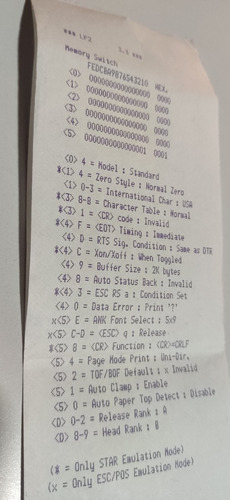 *** LP3 1.3 ***
Memory Switch
FEDCBA9876543210 HEX.
<0> 0000000000000000 0000
<1> 0000000000000000 0000
<2> 0000000000000000 0000
<3> 0000000000000000 0000
<4> 0000000000000000 0000
<5> 0000000000000001 0001
<0> 4 = Model : Standard
*<1> 4 = Zero Style : Normal Zero
<1> 0-3 = International Char : USA
*<3> 8-B = Character Table : Normal
*<3> 1 = <CR> code : Invalid
*<4> F = <EOT> Timing : Immediate
<4> D = RTS Sig. Condition : Same as DTR
*<4> C = Xon/Xoff : When Toggled
<4> 9 = Buffer Size : 2K bytes
<4> 8 = Auto Status Back : Invalid
*<4> 3 = ESC RS a : Condition Set
<4> 0 = Data Error : Print '?'
x<5> E = ANK Font Select : 5x9
x<5> C-D = <ESC> q : Release
*<5> 8 = <CR> Function : <CR>=CRLF
<5> 4 = Page Mode Print : Uni-Dir.
<5> 2 = TOF/BOF Default : x Invalid
<5> 1 = Auto Clamp : Enable
<5> 0 = Auto Paper Top Detect : Disable
<D> 0-2 = Release Rank : A
<D> 8-9 = Head Rank : B
(* = Only STAR Emulation Mode)
(x = Only ESC/POS Emulation Mode)